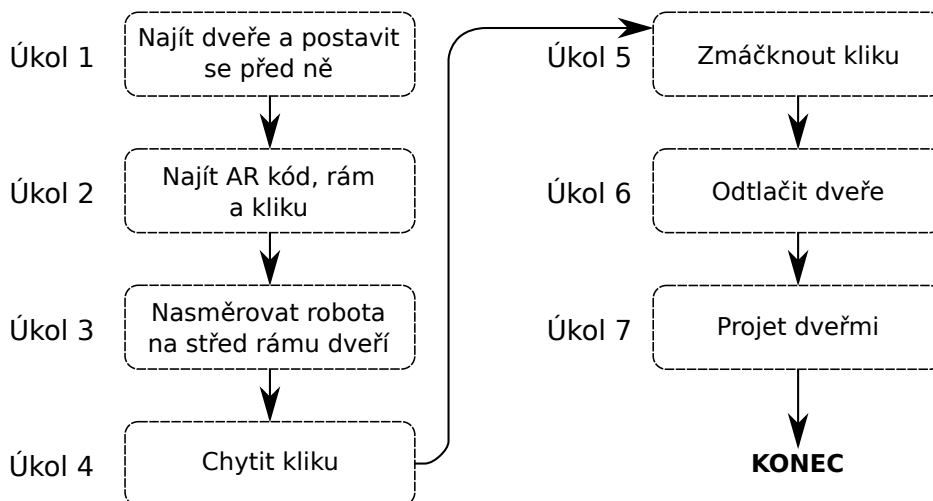 Úkol 1
Najít dveře a postavit
se před ně
Úkol 2
Najít AR kód, rám
a kliku
Úkol 3
Nasměrovat robota
na střed rámu dveří
Úkol 4
Chytit kliku
Úkol 5
Zmáčknout kliku
Úkol 6
Odtlačit dveře
Úkol 7
Projet dveřmi
KONEC